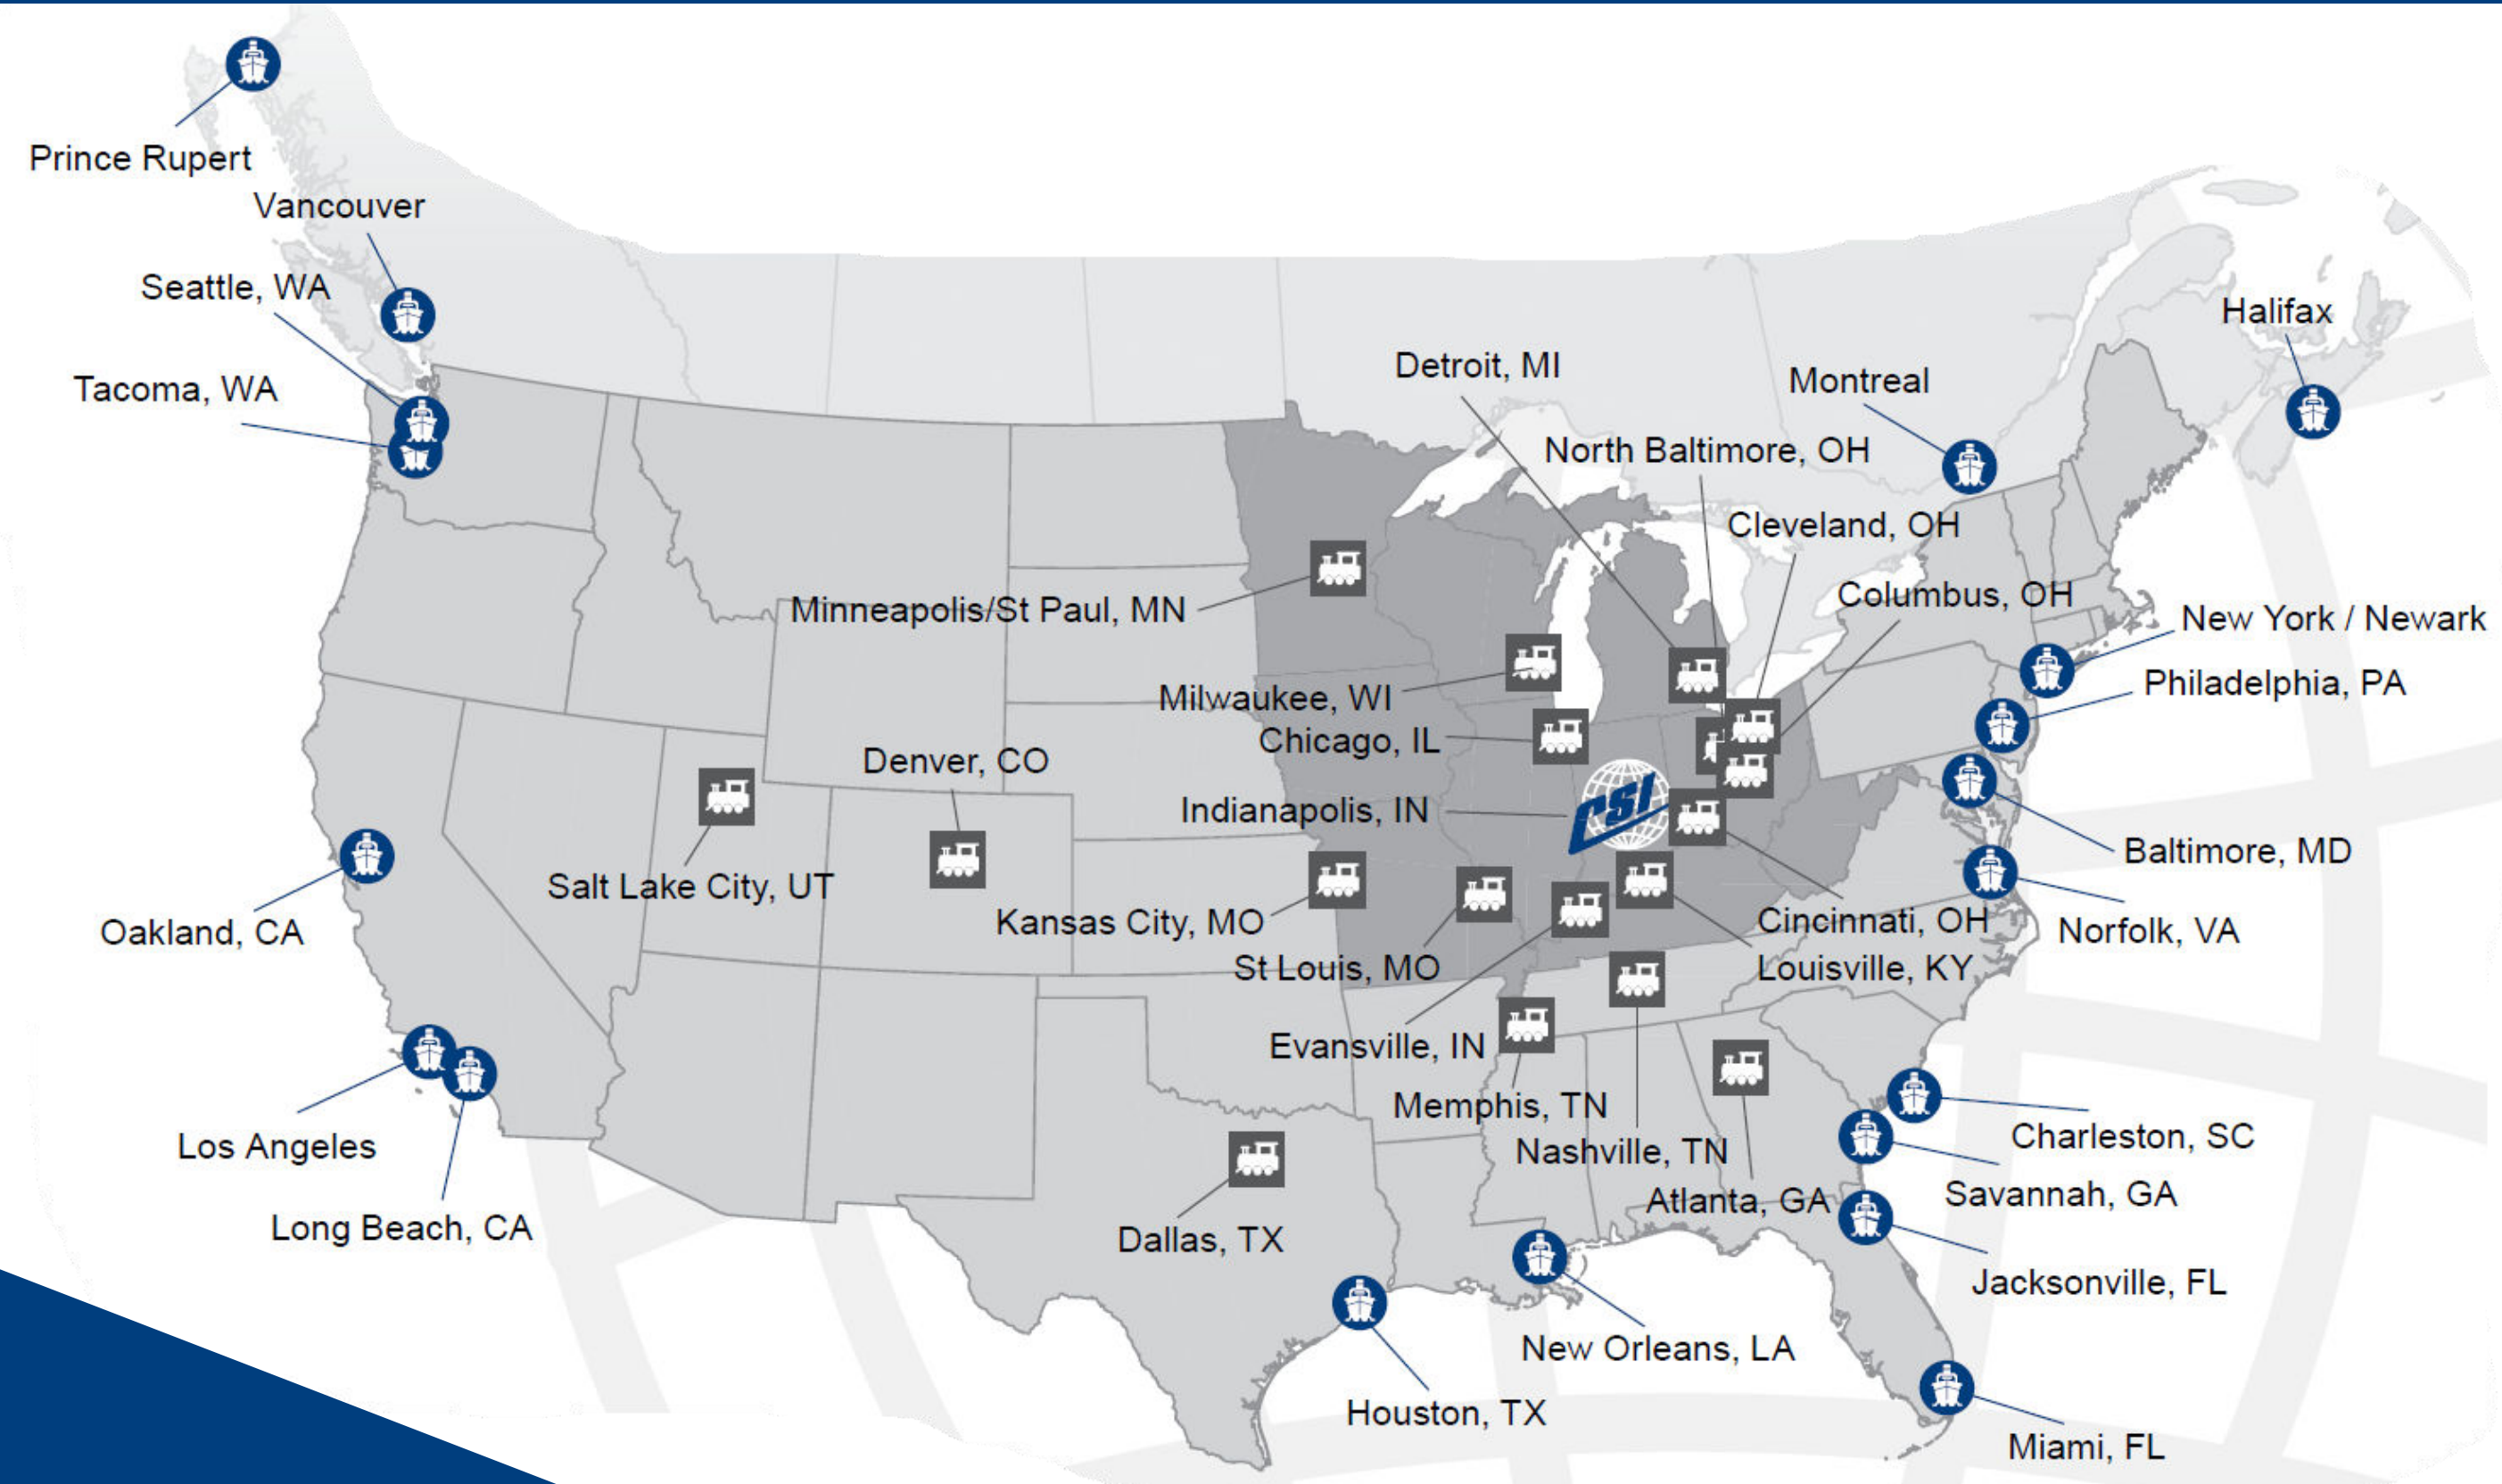 Prince Rupert
Vancouver
Seattle, WA
Tacoma, WA
Halifax
Detroit, MI
Montreal
North Baltimore, OH
Cleveland, OH
Columbus, OH
Minneapolis/St Paul, MN
New York / Newark
Philadelphia, PA
Milwaukee, WI
Chicago, IL
Denver, CO
Indianapolis, IN
CSI
Baltimore, MD
Salt Lake City, UT
Kansas City, MO
Cincinnati, OH
Norfolk, VA
Oakland, CA
St Louis, MO
Louisville, KY
Evansville, IN
Memphis, TN
Nashville, TN
Charleston, SC
Los Angeles
Atlanta, GA
Savannah, GA
Long Beach, CA
Dallas, TX
Jacksonville, FL
New Orleans, LA
Houston, TX
Miami, FL